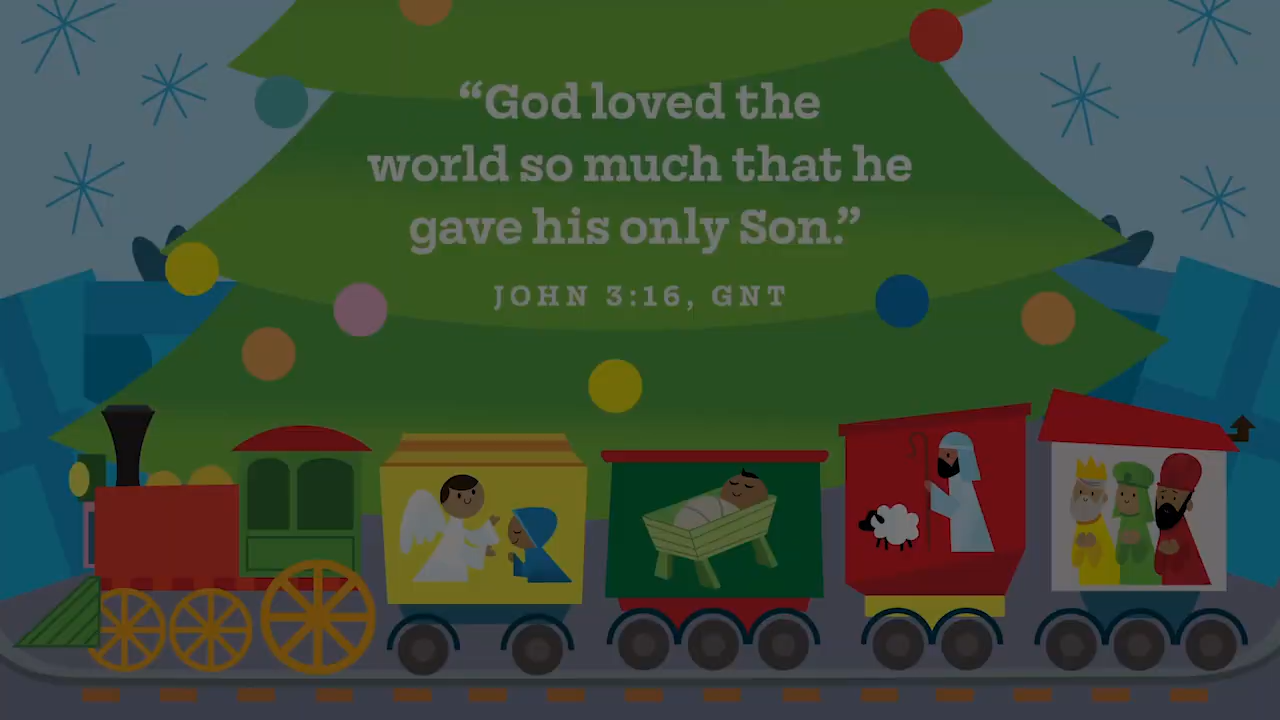 “God loved the
world so much that he
gave his only Son.”
JOHN 3:16, GNT